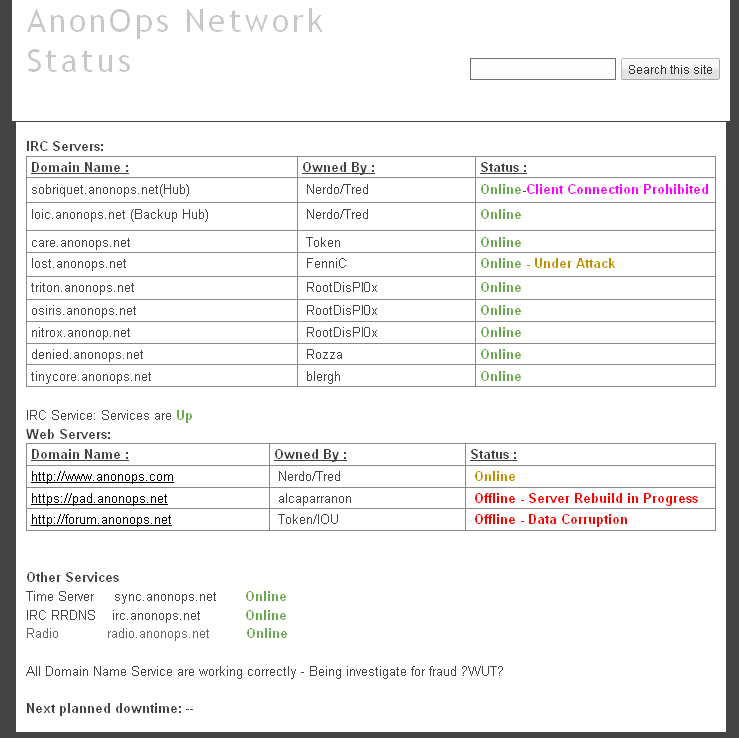 AnonOps Network
Status
Search this site
IRC Servers:
Domain Name : Owned By : Status :
sobriquet.anonops.net(Hub) Nerdo/Tred Online-Client Connection Prohibited
loic.anonops.net (Backup Hub) Nerdo/Tred Online
care.anonops.net Token Online
lost.anonops.net FenniC Online - Under Attack
triton.anonops.net RootDisPl0x Online
osiris.anonops.net RootDisPl0x Online
nitrox.anonop.net RootDisPl0x Online
denied.anonops.net Rozza Online
tinycore.anonops.net blergh Online
IRC Service: Services are Up
Web Servers:
Domain Name : Owned By : Status :
http://www.anonops.com Nerdo/Tred Online
https://pad.anonops.net alcaparranon Offline - Server Rebuild in Progress
http://forum.anonops.net Token/IOU Offline - Data Corruption
Other Services
Time Server sync.anonops.net Online
IRC RRDNS irc.anonops.net Online
Radio radio.anonops.net Online
All Domain Name Service are working correctly - Being investigate for fraud ?WUT?
Next planned downtime: --